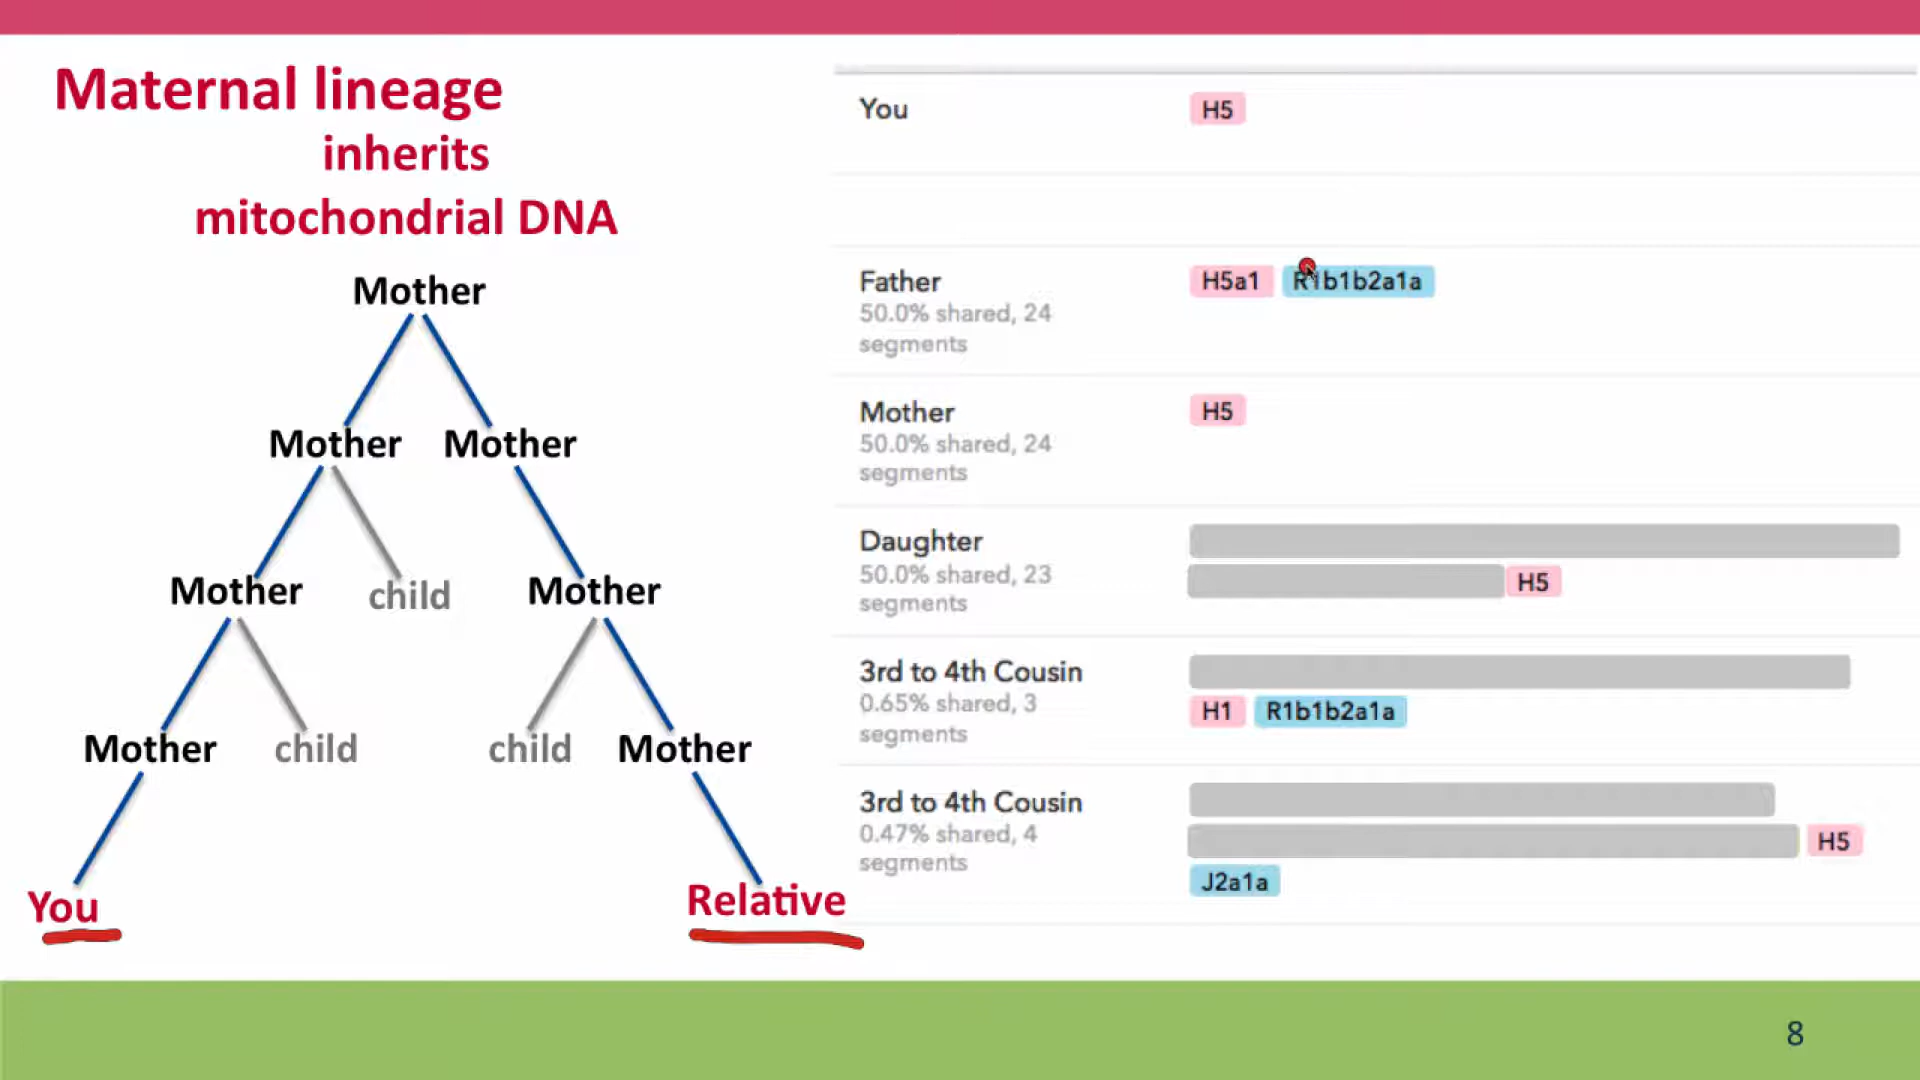 Maternal lineage
inherits
mitochondrial DNA
Mother
Mother Mother
Mother child Mother
Mother child child Mother
You Relative
You H5
Father H5a1 R1b1b2a1a
50.0% shared, 24
segments
Mother H5
50.0% shared, 24
segments
Daughter
50.0% shared, 23 H5
segments
3rd to 4th Cousin
0.65% shared, 3 H1 R1b1b2a1a
segments
3rd to 4th Cousin
0.47% shared, 4 H5
segments J2a1a
8